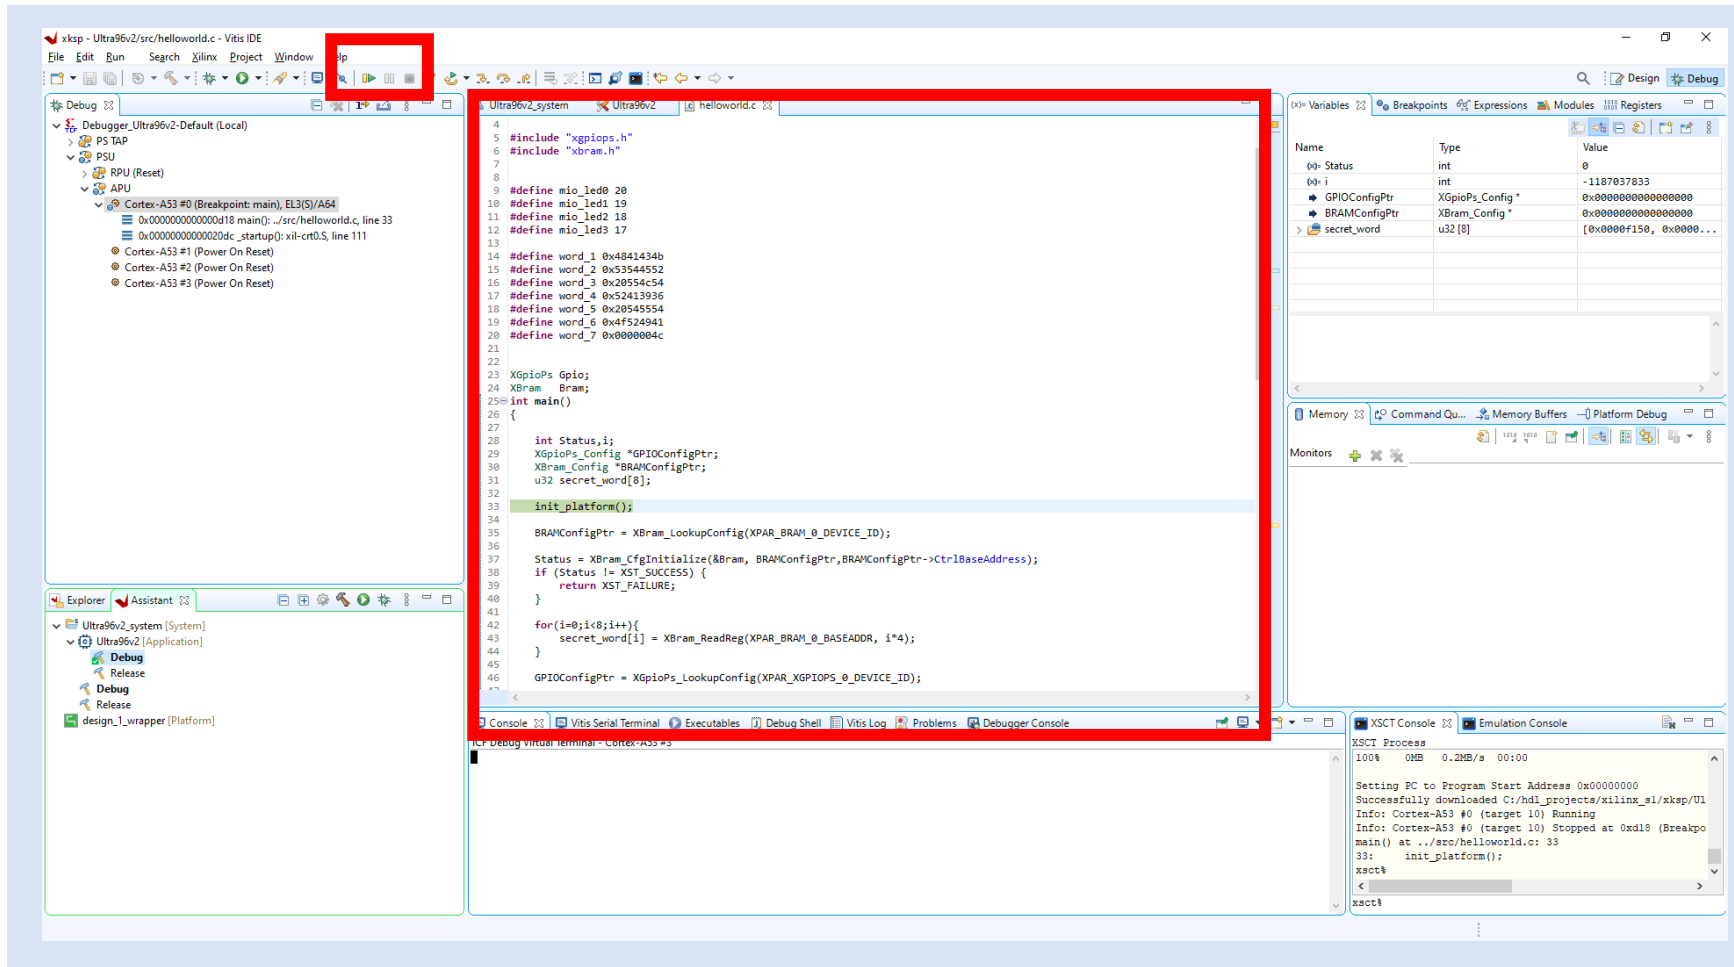 xksp - Ultra96v2/src/helloworld.c - Vitis IDE
File Edit Run Search Xilinx Project Window elp
Design Debug
Debug
Debugger_Ultra96v2-Default (Local)
PS TAP
PSU
RPU (Reset)
APU
Cortex-A53 #0 (Breakpoint: main), EL3(S)/A64
0x0000000000000d18 main(): ../src/helloworld.c, line 33
0x00000000000020dc _startup(): xil-crt0.S, line 111
Cortex-A53 #1 (Power On Reset)
Cortex-A53 #2 (Power On Reset)
Cortex-A53 #3 (Power On Reset)
Explorer Assistant
Ultra96v2_system [System]
Ultra96v2 [Application]
Debug
Release
Debug
Release
design_1_wrapper [Platform]
Ultra96v2_system Ultra96v2 helloworld.c
4
5 #include "xgpiops.h"
6 #include "xbram.h"
7
8
9 #define mio_led0 20
10 #define mio_led1 19
11 #define mio_led2 18
12 #define mio_led3 17
13
14 #define word_1 0x4841434b
15 #define word_2 0x53544552
16 #define word_3 0x20554c54
17 #define word_4 0x52413936
18 #define word_5 0x20545554
19 #define word_6 0x4f524941
20 #define word_7 0x0000004c
21
22
23 XGpioPs Gpio;
24 XBram Bram;
25 int main()
26 {
27
28 int Status,i;
29 XGpioPs_Config *GPIOConfigPtr;
30 XBram_Config *BRAMConfigPtr;
31 u32 secret_word[8];
32
33 init_platform();
34
35 BRAMConfigPtr = XBram_LookupConfig(XPAR_BRAM_0_DEVICE_ID);
36
37 Status = XBram_CfgInitialize(&Bram, BRAMConfigPtr,BRAMConfigPtr->CtrlBaseAddress);
38 if (Status != XST_SUCCESS) {
39 return XST_FAILURE;
40 }
41
42 for(i=0;i<8;i++){
43 secret_word[i] = XBram_ReadReg(XPAR_BRAM_0_BASEADDR, i*4);
44 }
45
46 GPIOConfigPtr = XGpioPs_LookupConfig(XPAR_XGPIOPS_0_DEVICE_ID);
Console Vitis Serial Terminal Executables Debug Shell Vitis Log Problems Debugger Console
TCF Debug Virtual Terminal - Cortex-A53 #3
(x)= Variables Breakpoints Expressions Modules Registers
Name Type Value
(x)= Status int 0
(x)= i int -1187037833
GPIOConfigPtr XGpioPs_Config * 0x0000000000000000
BRAMConfigPtr XBram_Config * 0x0000000000000000
secret_word u32 [8] [0x0000f150, 0x0000...
Memory Command Qu... Memory Buffers Platform Debug
Monitors
XSCT Console Emulation Console
XSCT Process
100% 0MB 0.2MB/s 00:00
Setting PC to Program Start Address 0x00000000
Successfully downloaded C:/hdl_projects/xilinx_sl/xksp/Ul
Info: Cortex-A53 #0 (target 10) Running
Info: Cortex-A53 #0 (target 10) Stopped at 0xd18 (Breakpo
main() at ../src/helloworld.c: 33
33: init_platform();
xsct%
xsct%